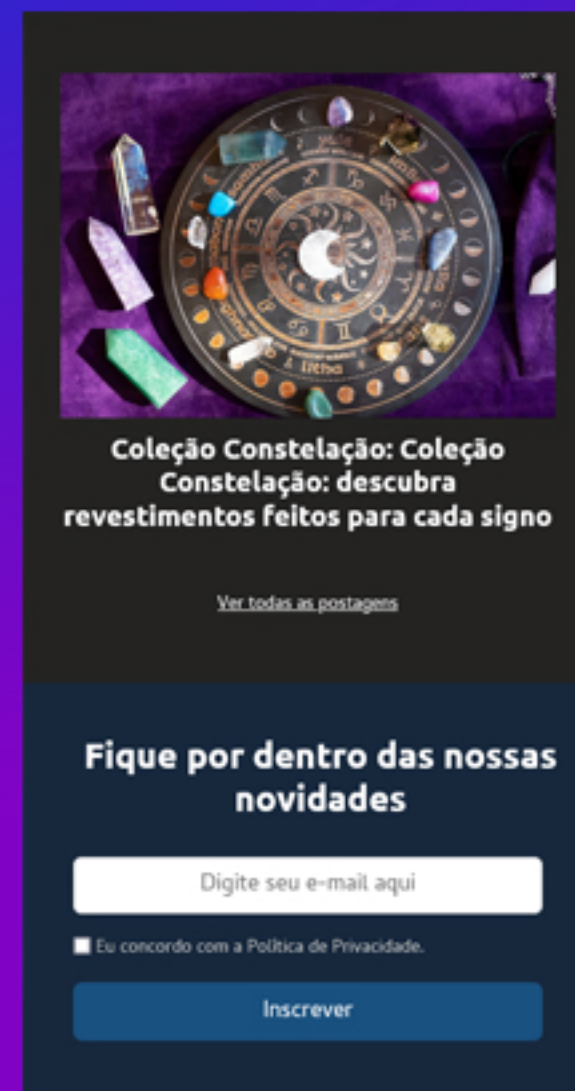 litha
Coleção Constelação: Coleção
Constelação: descubra
revestimentos feitos para cada signo
Ver todas as postagens
Fique por dentro das nossas
novidades
Digite seu e-mail aqui
Eu concordo com a Política de Privacidade.
Inscrever